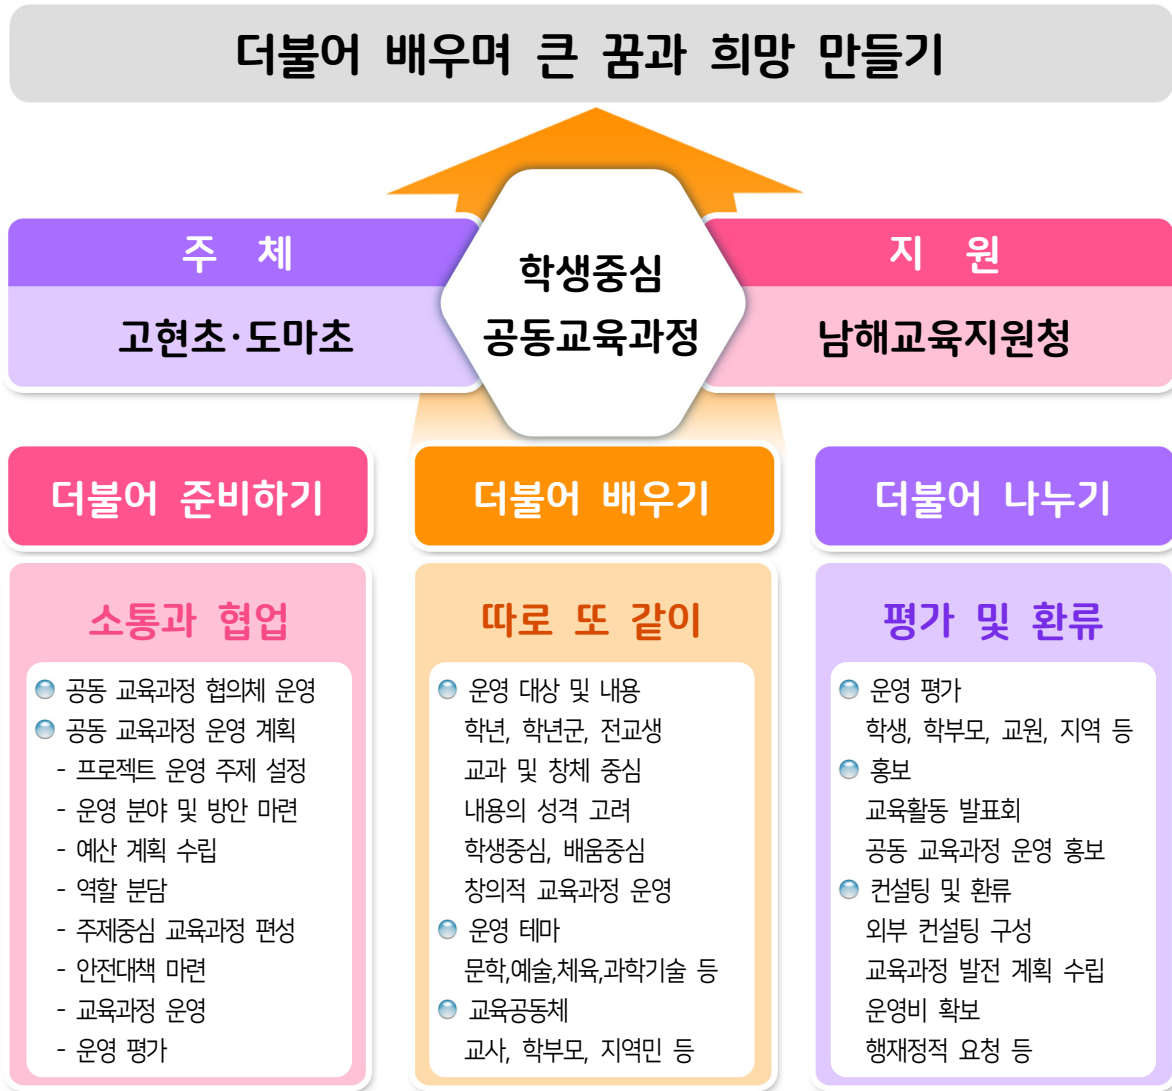 더불어 배우며 큰 꿈과 희망 만들기
주 체
고현초·도마초
학생중심
공동교육과정
지 원
남해교육지원청
더불어 준비하기
소통과 협업
공동 교육과정 협의체 운영
공동 교육과정 운영 계획
- 프로젝트 운영 주제 설정
- 운영 분야 및 방안 마련
- 예산 계획 수립
- 역할 분담
- 주제중심 교육과정 편성
- 안전대책 마련
- 교육과정 운영
- 운영 평가
더불어 배우기
따로 또 같이
운영 대상 및 내용
학년, 학년군, 전교생
교과 및 창체 중심
내용의 성격 고려
학생중심, 배움중심
창의적 교육과정 운영
운영 테마
문학,예술,체육,과학기술 등
교육공동체
교사, 학부모, 지역민 등
더불어 나누기
평가 및 환류
운영 평가
학생, 학부모, 교원, 지역 등
홍보
교육활동 발표회
공동 교육과정 운영 홍보
컨설팅 및 환류
외부 컨설팅 구성
교육과정 발전 계획 수립
운영비 확보
행재정적 요청 등